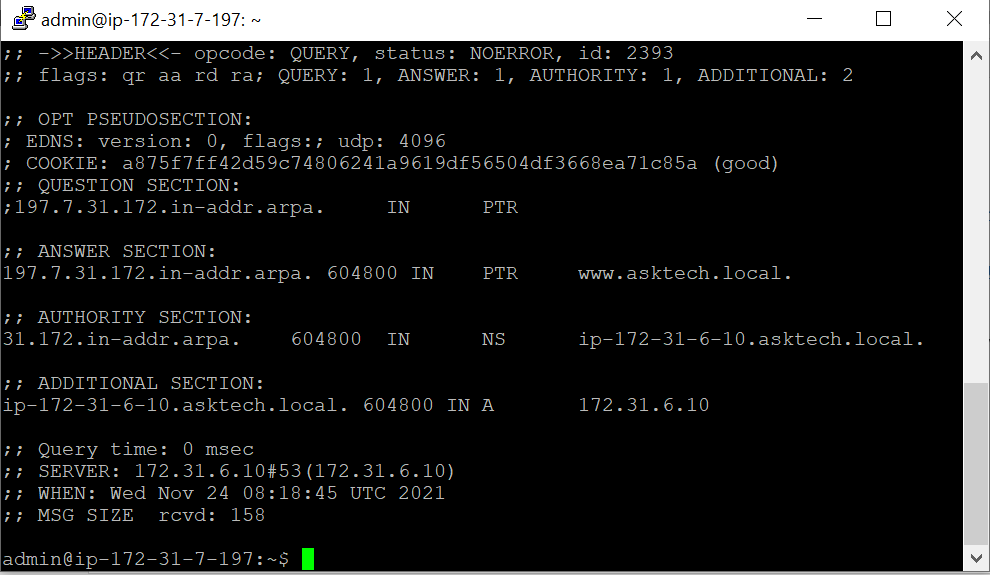 admin@ip-172-31-7-197: ~
;; ->>HEADER<<- opcode: QUERY, status: NOERROR, id: 2393
;; flags: qr aa rd ra; QUERY: 1, ANSWER: 1, AUTHORITY: 1, ADDITIONAL: 2
;; OPT PSEUDOSECTION:
; EDNS: version: 0, flags:; udp: 4096
; COOKIE: a875f7ff42d59c74806241a9619df56504df3668ea71c85a (good)
;; QUESTION SECTION:
;197.7.31.172.in-addr.arpa. IN PTR
;; ANSWER SECTION:
197.7.31.172.in-addr.arpa. 604800 IN PTR www.asktech.local.
;; AUTHORITY SECTION:
31.172.in-addr.arpa. 604800 IN NS ip-172-31-6-10.asktech.local.
;; ADDITIONAL SECTION:
ip-172-31-6-10.asktech.local. 604800 IN A 172.31.6.10
;; Query time: 0 msec
;; SERVER: 172.31.6.10#53(172.31.6.10)
;; WHEN: Wed Nov 24 08:18:45 UTC 2021
;; MSG SIZE rcvd: 158
admin@ip-172-31-7-197:~$